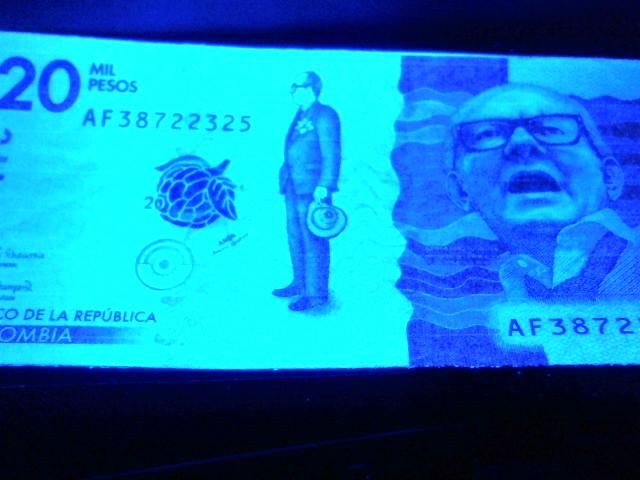 20 MIL
PESOS
AF38722325
20
CO DE LA REPÚBLICA
OMBIA
AF3872